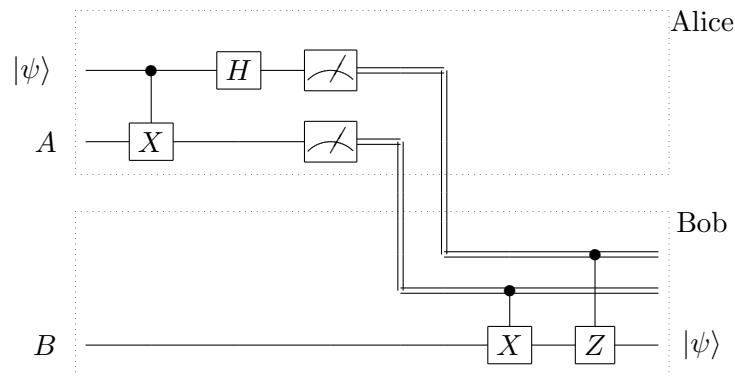 Alice
|ψ⟩ H
A X
Bob
B X Z |ψ⟩